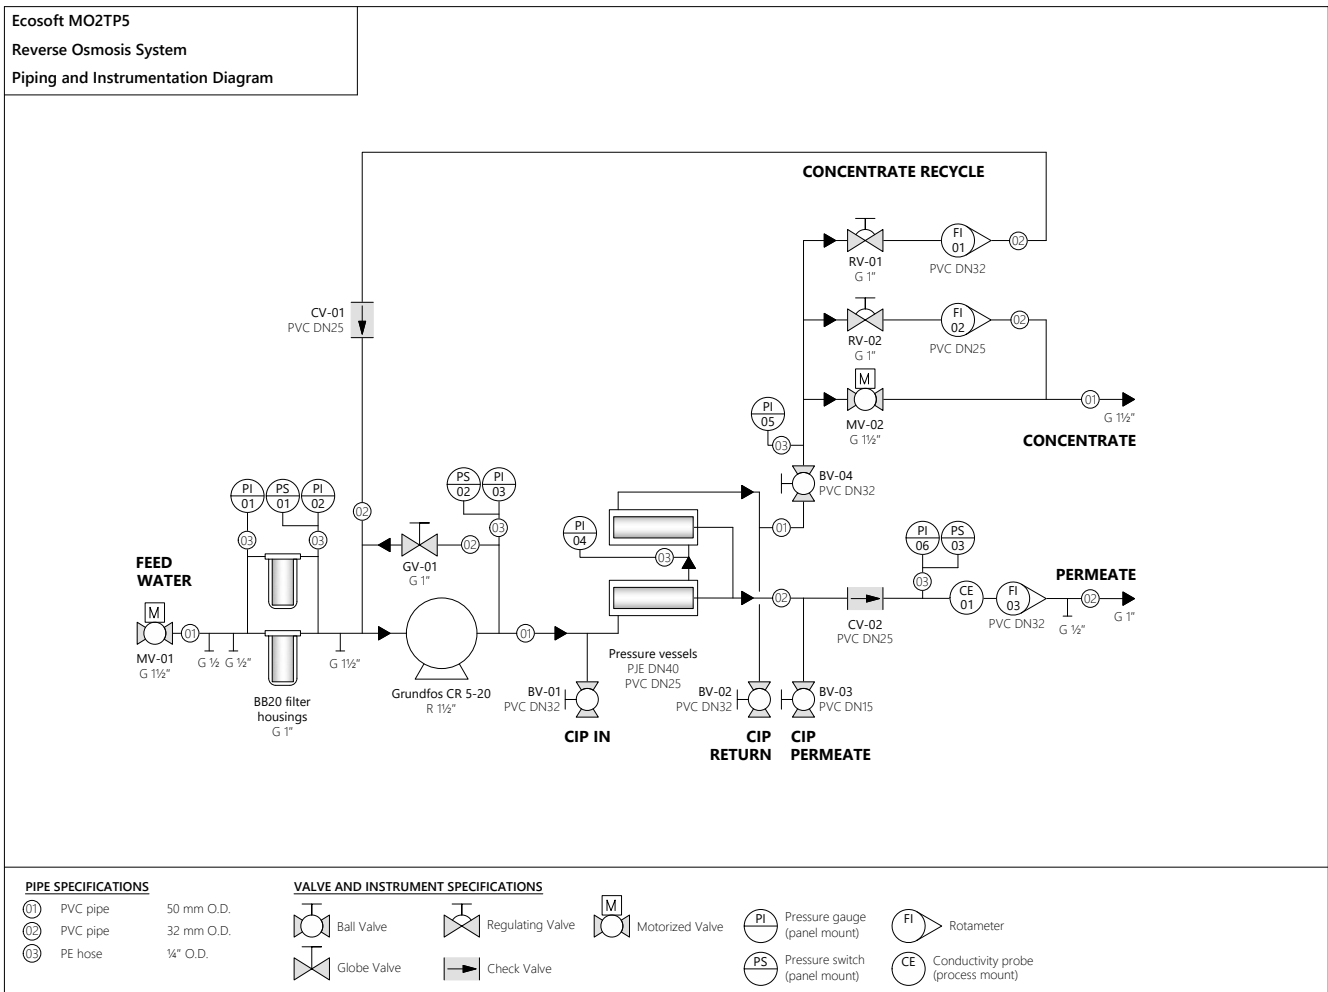 Ecosoft MO2TP5
Reverse Osmosis System
Piping and Instrumentation Diagram
CONCENTRATE RECYCLE
FI
01
02
RV-01
G 1"
PVC DN32
CV-01
PVC DN25
FI
02
02
RV-02
G 1"
PVC DN25
M
MV-02
G 1½"
01
G 1½"
CONCENTRATE
PI
05
03
BV-04
PVC DN32
01
PI
01
PS
01
PI
02
03
03
02
PS
02
PI
03
03
02
GV-01
G 1"
PI
04
03
FEED
WATER
M
MV-01
G 1½"
01
G ½
G ½"
BB20 filter
housings
G 1"
G 1½"
Grundfos CR 5-20
R 1½"
01
BV-01
PVC DN32
CIP IN
Pressure vessels
PJE DN40
PVC DN25
02
BV-02
PVC DN32
CIP
RETURN
BV-03
PVC DN15
CIP
PERMEATE
CV-02
PVC DN25
PI
06
PS
03
03
CE
01
FI
03
PVC DN32
G ½"
02
PERMEATE
G 1"
PIPE SPECIFICATIONS
01 PVC pipe 50 mm O.D.
02 PVC pipe 32 mm O.D.
03 PE hose ¼" O.D.
VALVE AND INSTRUMENT SPECIFICATIONS
Ball Valve
Globe Valve
Regulating Valve
Check Valve
M
Motorized Valve
PI
Pressure gauge
(panel mount)
PS
Pressure switch
(panel mount)
FI
Rotameter
CE
Conductivity probe
(process mount)